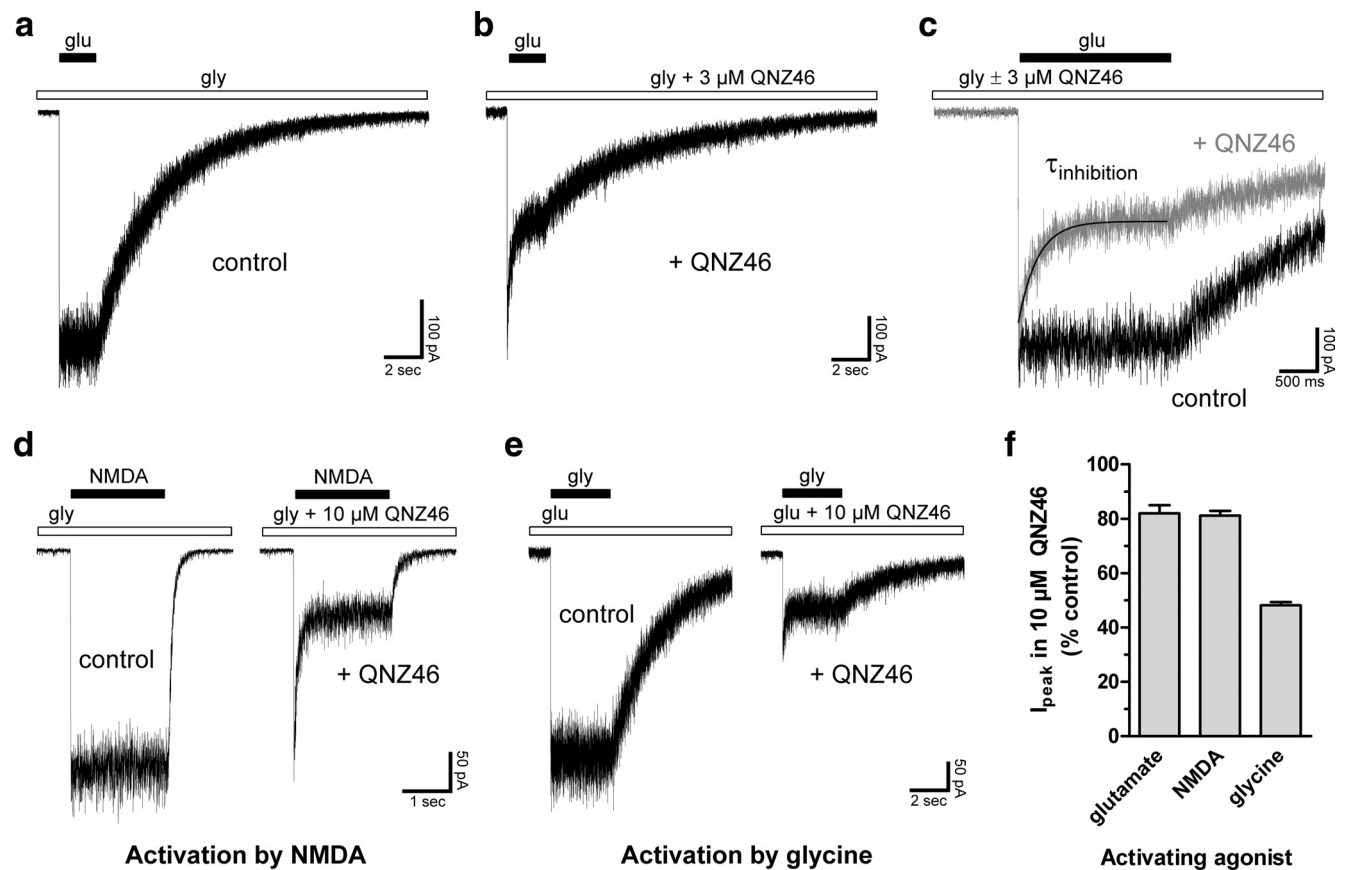 a
glu
gly
control
100 pA
2 sec
b
glu
gly + 3 µM QNZ46
+ QNZ46
100 pA
2 sec
c
glu
gly ± 3 µM QNZ46
+ QNZ46
τinhibition
control
100 pA
500 ms
d
NMDA
gly
control
NMDA
gly + 10 µM QNZ46
+ QNZ46
50 pA
1 sec
Activation by NMDA
e
gly
glu
control
gly
glu + 10 µM QNZ46
+ QNZ46
50 pA
2 sec
Activation by glycine
f
Ipeak in 10 µM QNZ46
(% control)
100
80
60
40
20
0
glutamate
NMDA
glycine
Activating agonist